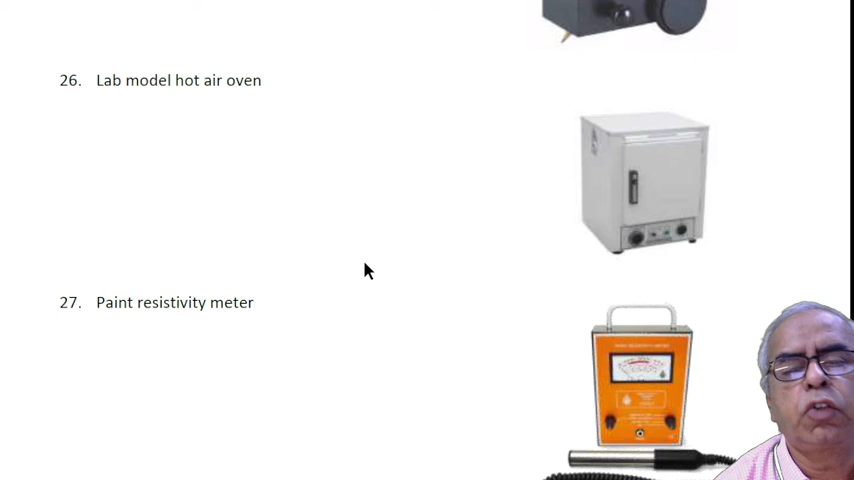 26. Lab model hot air oven
27. Paint resistivity meter